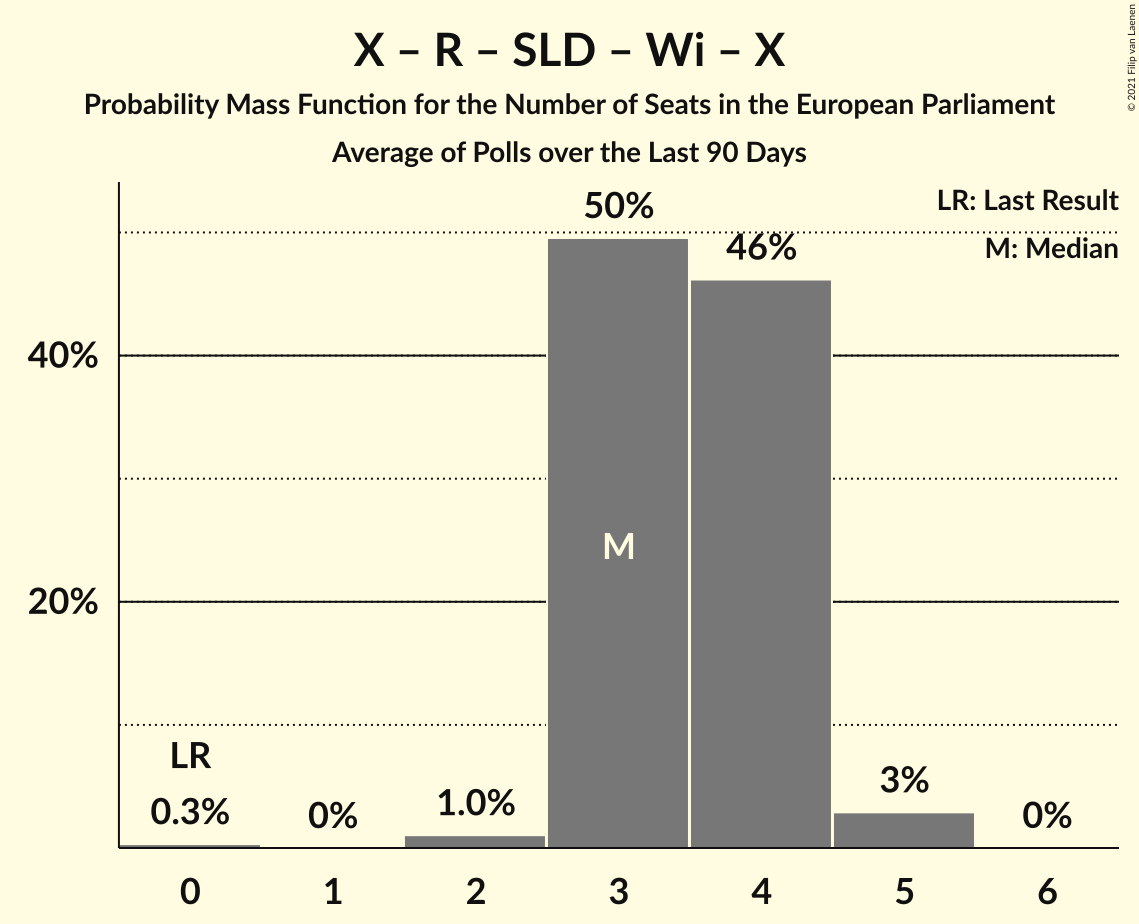 X – R – SLD – Wi – X
Probability Mass Function for the Number of Seats in the European Parliament
Average of Polls over the Last 90 Days
© 2021 Filip van Laenen
LR: Last Result
M: Median
50%
46%
40%
M
20%
LR
0.3%
0%
1.0%
3%
0%
0 1 2 3 4 5 6